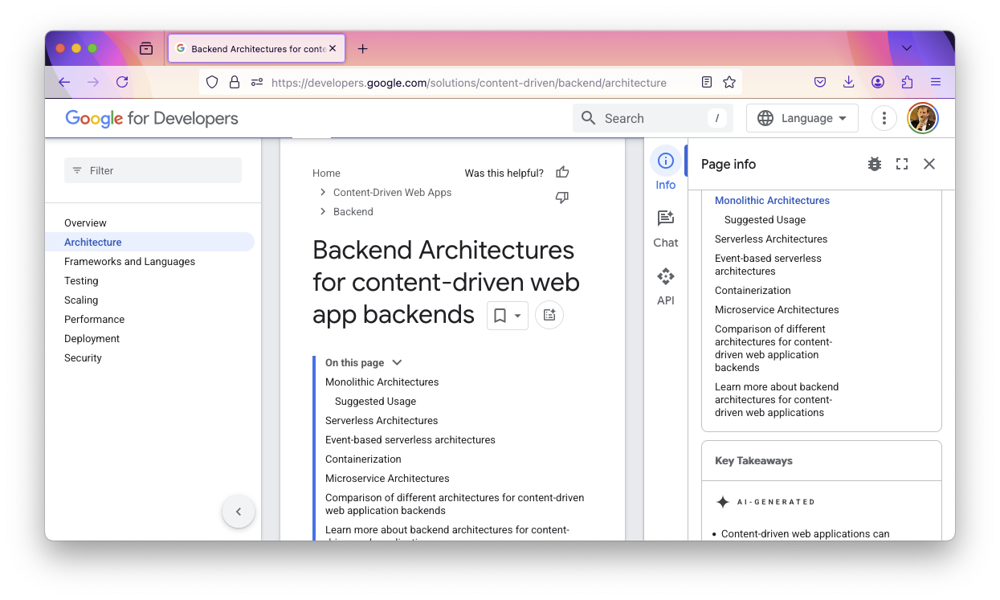 Backend Architectures for conte
https://developers.google.com/solutions/content-driven/backend/architecture
Google for Developers
Search
/
Language
Filter
Overview
Architecture
Frameworks and Languages
Testing
Scaling
Performance
Deployment
Security
Home
Was this helpful?
Content-Driven Web Apps
Backend
Backend Architectures
for content-driven web
app backends
On this page
Monolithic Architectures
Suggested Usage
Serverless Architectures
Event-based serverless architectures
Containerization
Microservice Architectures
Comparison of different architectures for content-driven
web application backends
Learn more about backend architectures for content-
Info
Chat
API
Page info
Monolithic Architectures
Suggested Usage
Serverless Architectures
Event-based serverless
architectures
Containerization
Microservice Architectures
Comparison of different
architectures for content-
driven web application
backends
Learn more about backend
architectures for content-
driven web applications
Key Takeaways
AI-GENERATED
• Content-driven web applications can